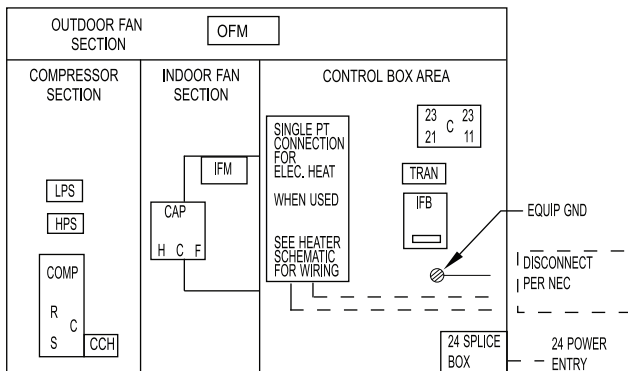 OUTDOOR FAN
SECTION
OFM
COMPRESSOR
SECTION
LPS
HPS
COMP
R
C
S
CCH
INDOOR FAN
SECTION
IFM
CAP
H C F
CONTROL BOX AREA
SINGLE PT
CONNECTION
FOR
ELEC. HEAT
WHEN USED
SEE HEATER
SCHEMATIC
FOR WIRING
23 C 23
21 11
TRAN
IFB
EQUIP GND
DISCONNECT
PER NEC
24 SPLICE
BOX
24 POWER
ENTRY